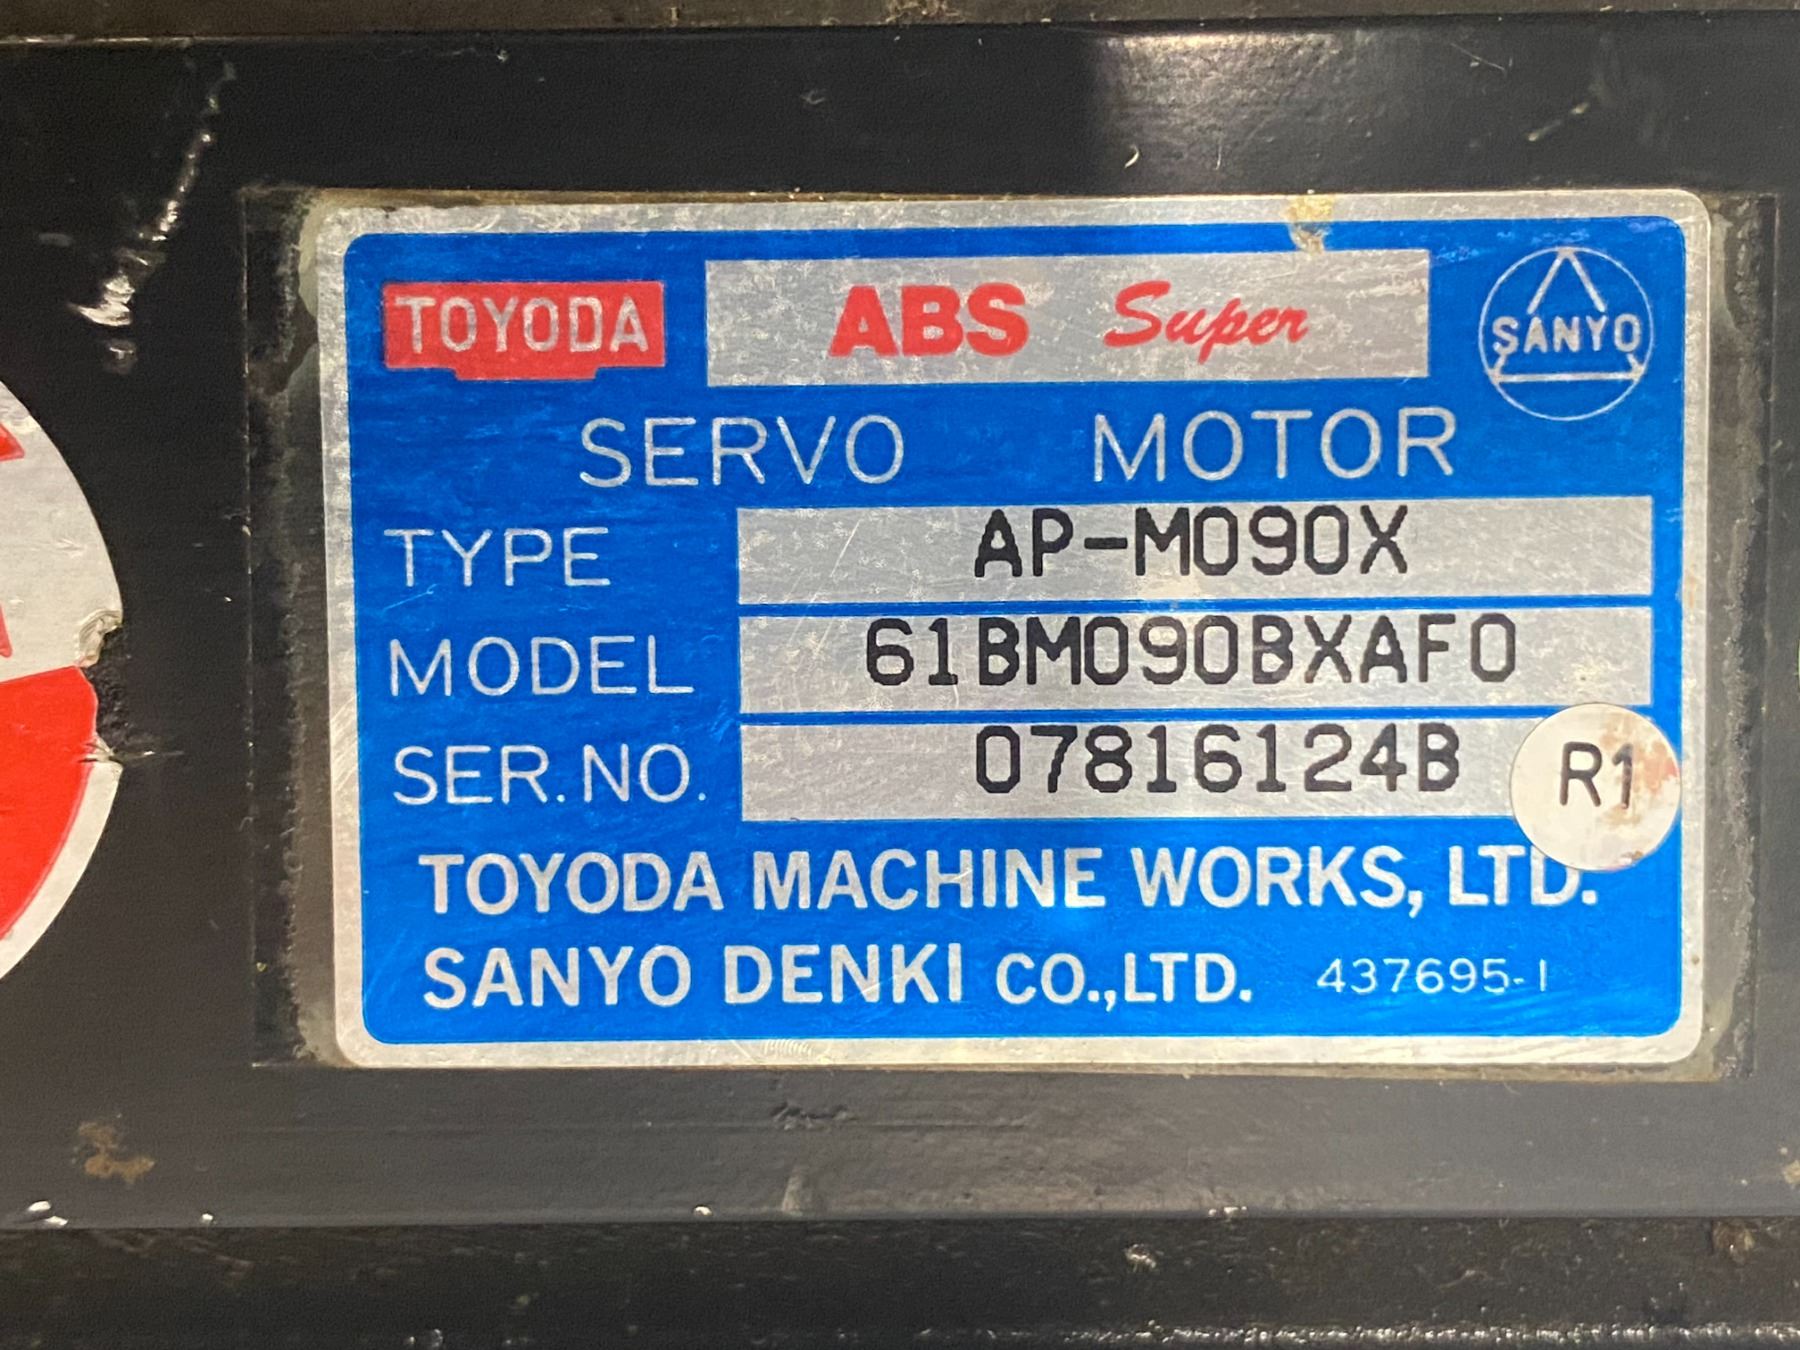 TOYODA ABS Super SANYO
SERVO MOTOR
TYPE AP-M090X
MODEL 61BM090BXAF0
SER. NO. 07816124B R1
TOYODA MACHINE WORKS, LTD.
SANYO DENKI CO.,LTD. 437695-1